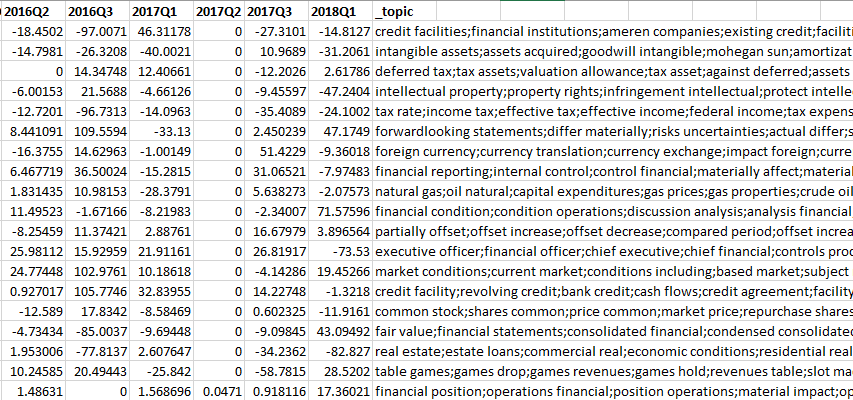 2016Q2 2016Q3 2017Q1 2017Q2 2017Q3 2018Q1 _topic
-18.4502 -97.0071 46.31178 0 -27.3101 -14.8127 credit facilities;financial institutions;ameren companies;existing credit;faciliti
-14.7981 -26.3208 -40.0021 0 10.9689 -31.2061 intangible assets;assets acquired;goodwill intangible;mohegan sun;amortizat
0 14.34748 12.40661 0 -12.2026 2.61786 deferred tax;tax assets;valuation allowance;tax asset;against deferred;assets
-6.00153 21.5688 -4.66126 0 -9.45597 -47.2404 intellectual property;property rights;infringement intellectual;protect intelle
-12.7201 -96.7313 -14.0963 0 -35.4089 -24.1002 tax rate;income tax;effective tax;effective income;federal income;tax expens
8.441091 109.5594 -33.13 0 2.450239 47.1749 forwardlooking statements;differ materially;risks uncertainties;actual differ;s
-16.3755 14.62963 -1.00149 0 51.4229 -9.36018 foreign currency;currency translation;currency exchange;impact foreign;curre
6.467719 36.50024 -15.2815 0 31.06521 -7.97483 financial reporting;internal control;control financial;materially affect;material
1.831435 10.98153 -28.3791 0 5.638273 -2.07573 natural gas;oil natural;capital expenditures;gas prices;gas properties;crude oil
11.49523 -1.67166 -8.21983 0 -2.34007 71.57596 financial condition;condition operations;discussion analysis;analysis financial
-8.25459 11.37421 2.88761 0 16.67979 3.896564 partially offset;offset increase;offset decrease;compared period;offset increa
25.98112 15.92959 21.91161 0 26.81917 -73.53 executive officer;financial officer;chief executive;chief financial;controls proc
24.77448 102.9761 10.18618 0 -4.14286 19.45266 market conditions;current market;conditions including;based market;subject
0.927017 105.7746 32.83955 0 14.22748 -1.3218 credit facility;revolving credit;bank credit;cash flows;credit agreement;facility
-12.589 17.8342 -8.58469 0 0.602325 -11.9161 common stock;shares common;price common;market price;repurchase shares
-4.73434 -85.0037 -9.69448 0 -9.09845 43.09492 fair value;financial statements;consolidated financial;condensed consolidated
1.953006 -77.8137 2.607647 0 -34.2362 -82.827 real estate;estate loans;commercial real;economic conditions;residential real
10.24585 20.49443 -25.842 0 -58.7815 28.5202 table games;games drop;games revenues;games hold;revenues table;slot ma
1.48631 0 1.568696 0.0471 0.918116 17.36021 financial position;operations financial;position operations;material impact;op